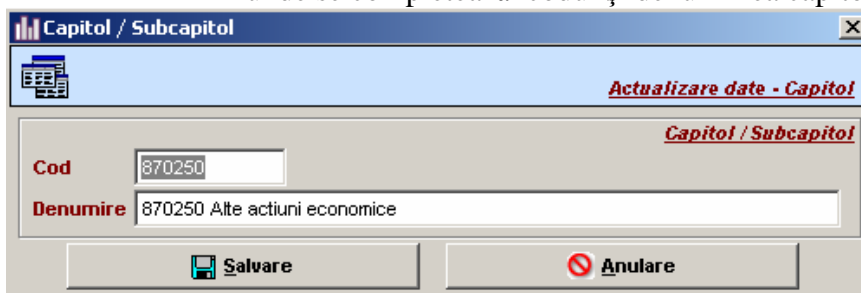 Capitol / Subcapitol
Actualizare date - Capitol
Capitol / Subcapitol
Cod 870250
Denumire 870250 Alte actiuni economice
Salvare Anulare